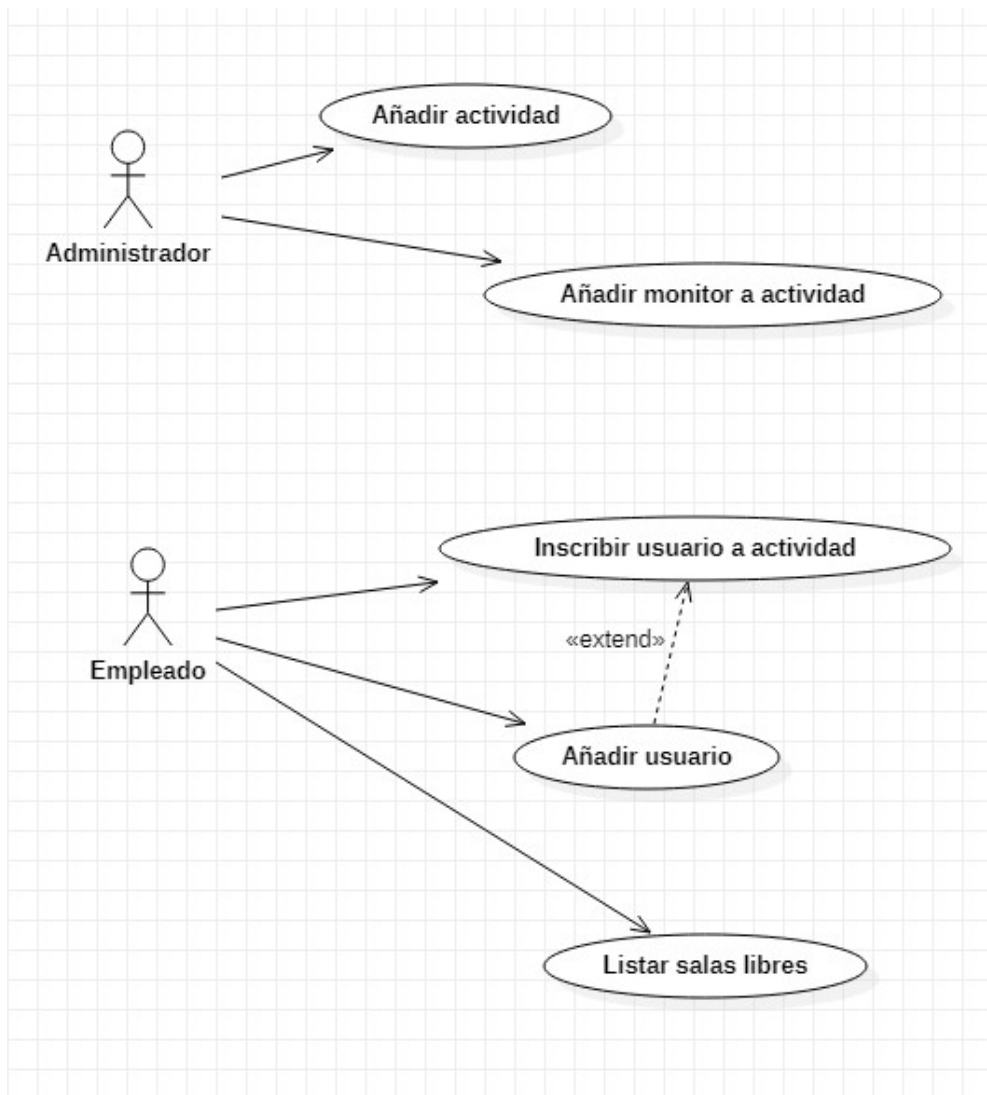 Añadir actividad
Administrador
Añadir monitor a actividad
Inscribir usuario a actividad
«extend»
Empleado
Añadir usuario
Listar salas libres